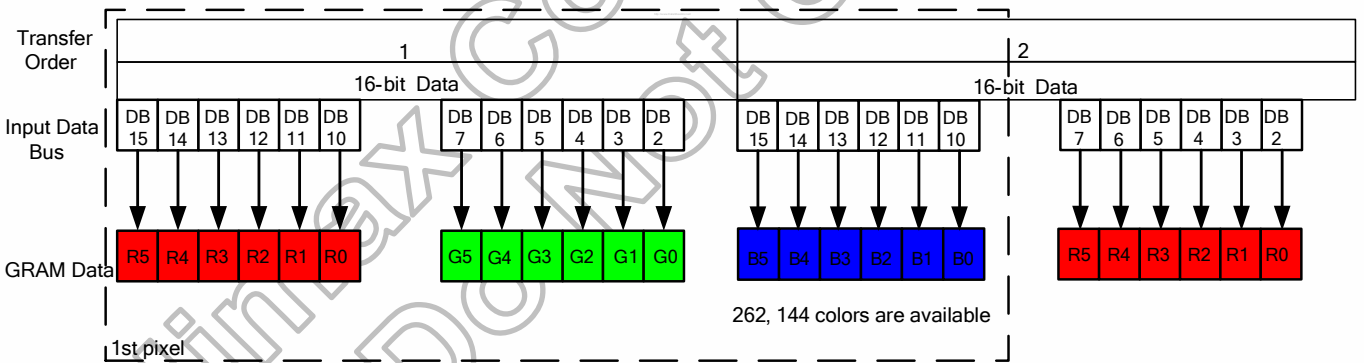 Transfer Order
1
2
16-bit Data
16-bit Data
Input Data Bus
DB 15 DB 14 DB 13 DB 12 DB 11 DB 10 DB 7 DB 6 DB 5 DB 4 DB 3 DB 2 DB 15 DB 14 DB 13 DB 12 DB 11 DB 10 DB 7 DB 6 DB 5 DB 4 DB 3 DB 2
GRAM Data
R5 R4 R3 R2 R1 R0 G5 G4 G3 G2 G1 G0 B5 B4 B3 B2 B1 B0 R5 R4 R3 R2 R1 R0
262, 144 colors are available
1st pixel
Do Not